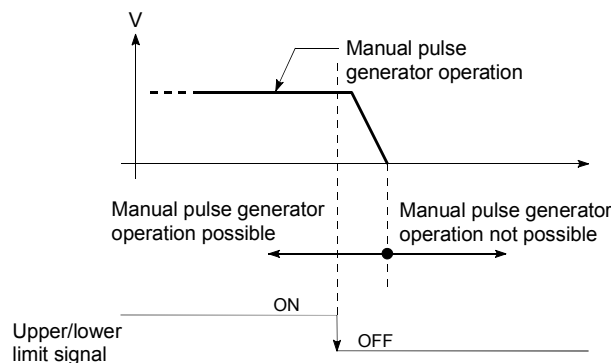 V
Manual pulse
generator operation
Manual pulse generator
operation possible
Manual pulse generator
operation not possible
ON
Upper/lower
limit signal
OFF